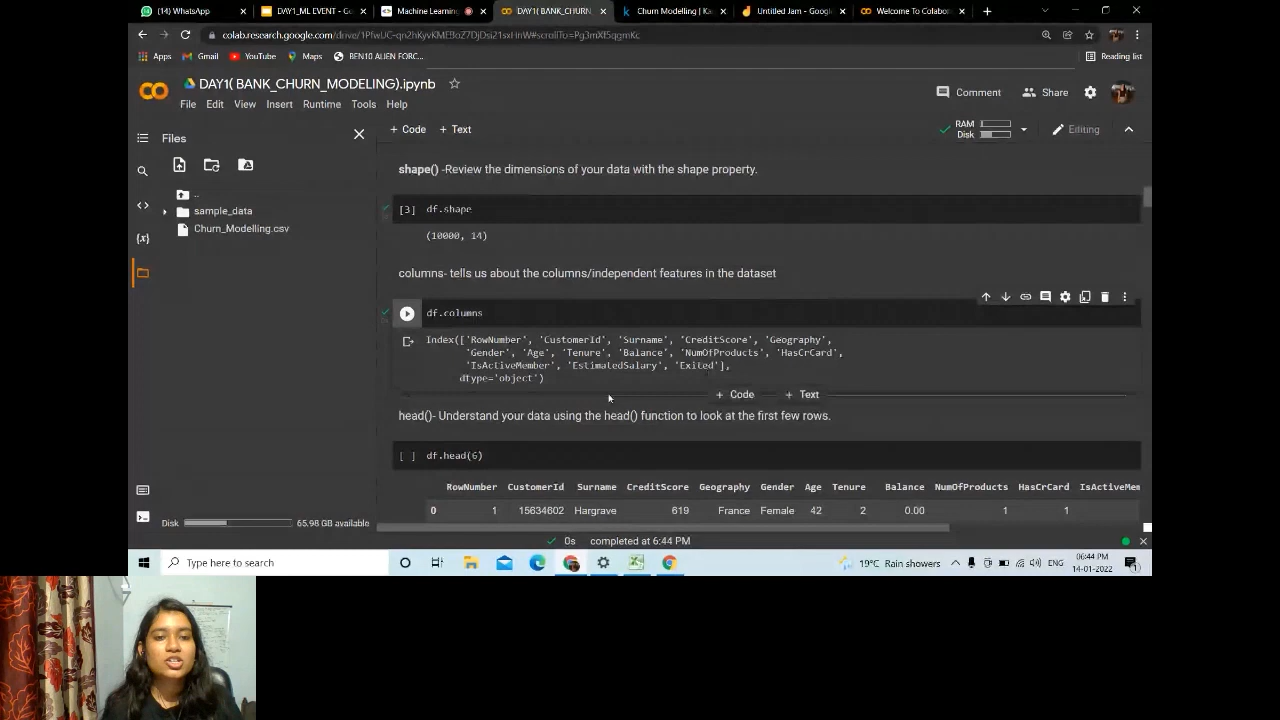 (14) WhatsApp
DAY1_ML EVENT - G
Machine Learning
DAY1( BANK_CHURN
Churn Modelling | Ka
Untitled Jam - Google
Welcome To Colabor
Apps
Gmail
YouTube
Maps
BEN10 ALIEN FORC...
Reading list
DAY1( BANK_CHURN_MODELING).ipynb
File Edit View Insert Runtime Tools Help
Comment
Share
Files
+ Code + Text
RAM
Disk
Editing
..
sample_data
Churn_Modelling.csv
shape() -Review the dimensions of your data with the shape property.
[3] df.shape
(10000, 14)
columns- tells us about the columns/independent features in the dataset
df.columns
Index(['RowNumber', 'CustomerId', 'Surname', 'CreditScore', 'Geography',
'Gender', 'Age', 'Tenure', 'Balance', 'NumOfProducts', 'HasCrCard',
'IsActiveMember', 'EstimatedSalary', 'Exited'],
dtype='object')
+ Code + Text
head()- Understand your data using the head() function to look at the first few rows.
[ ] df.head(6)
RowNumber CustomerId Surname CreditScore Geography Gender Age Tenure Balance NumOfProducts HasCrCard IsActiveMem
0 1 15634602 Hargrave 619 France Female 42 2 0.00 1 1
Disk 65.98 GB available
0s completed at 6:44 PM
Type here to search
19°C Rain showers
ENG
06:44
14-01-2022